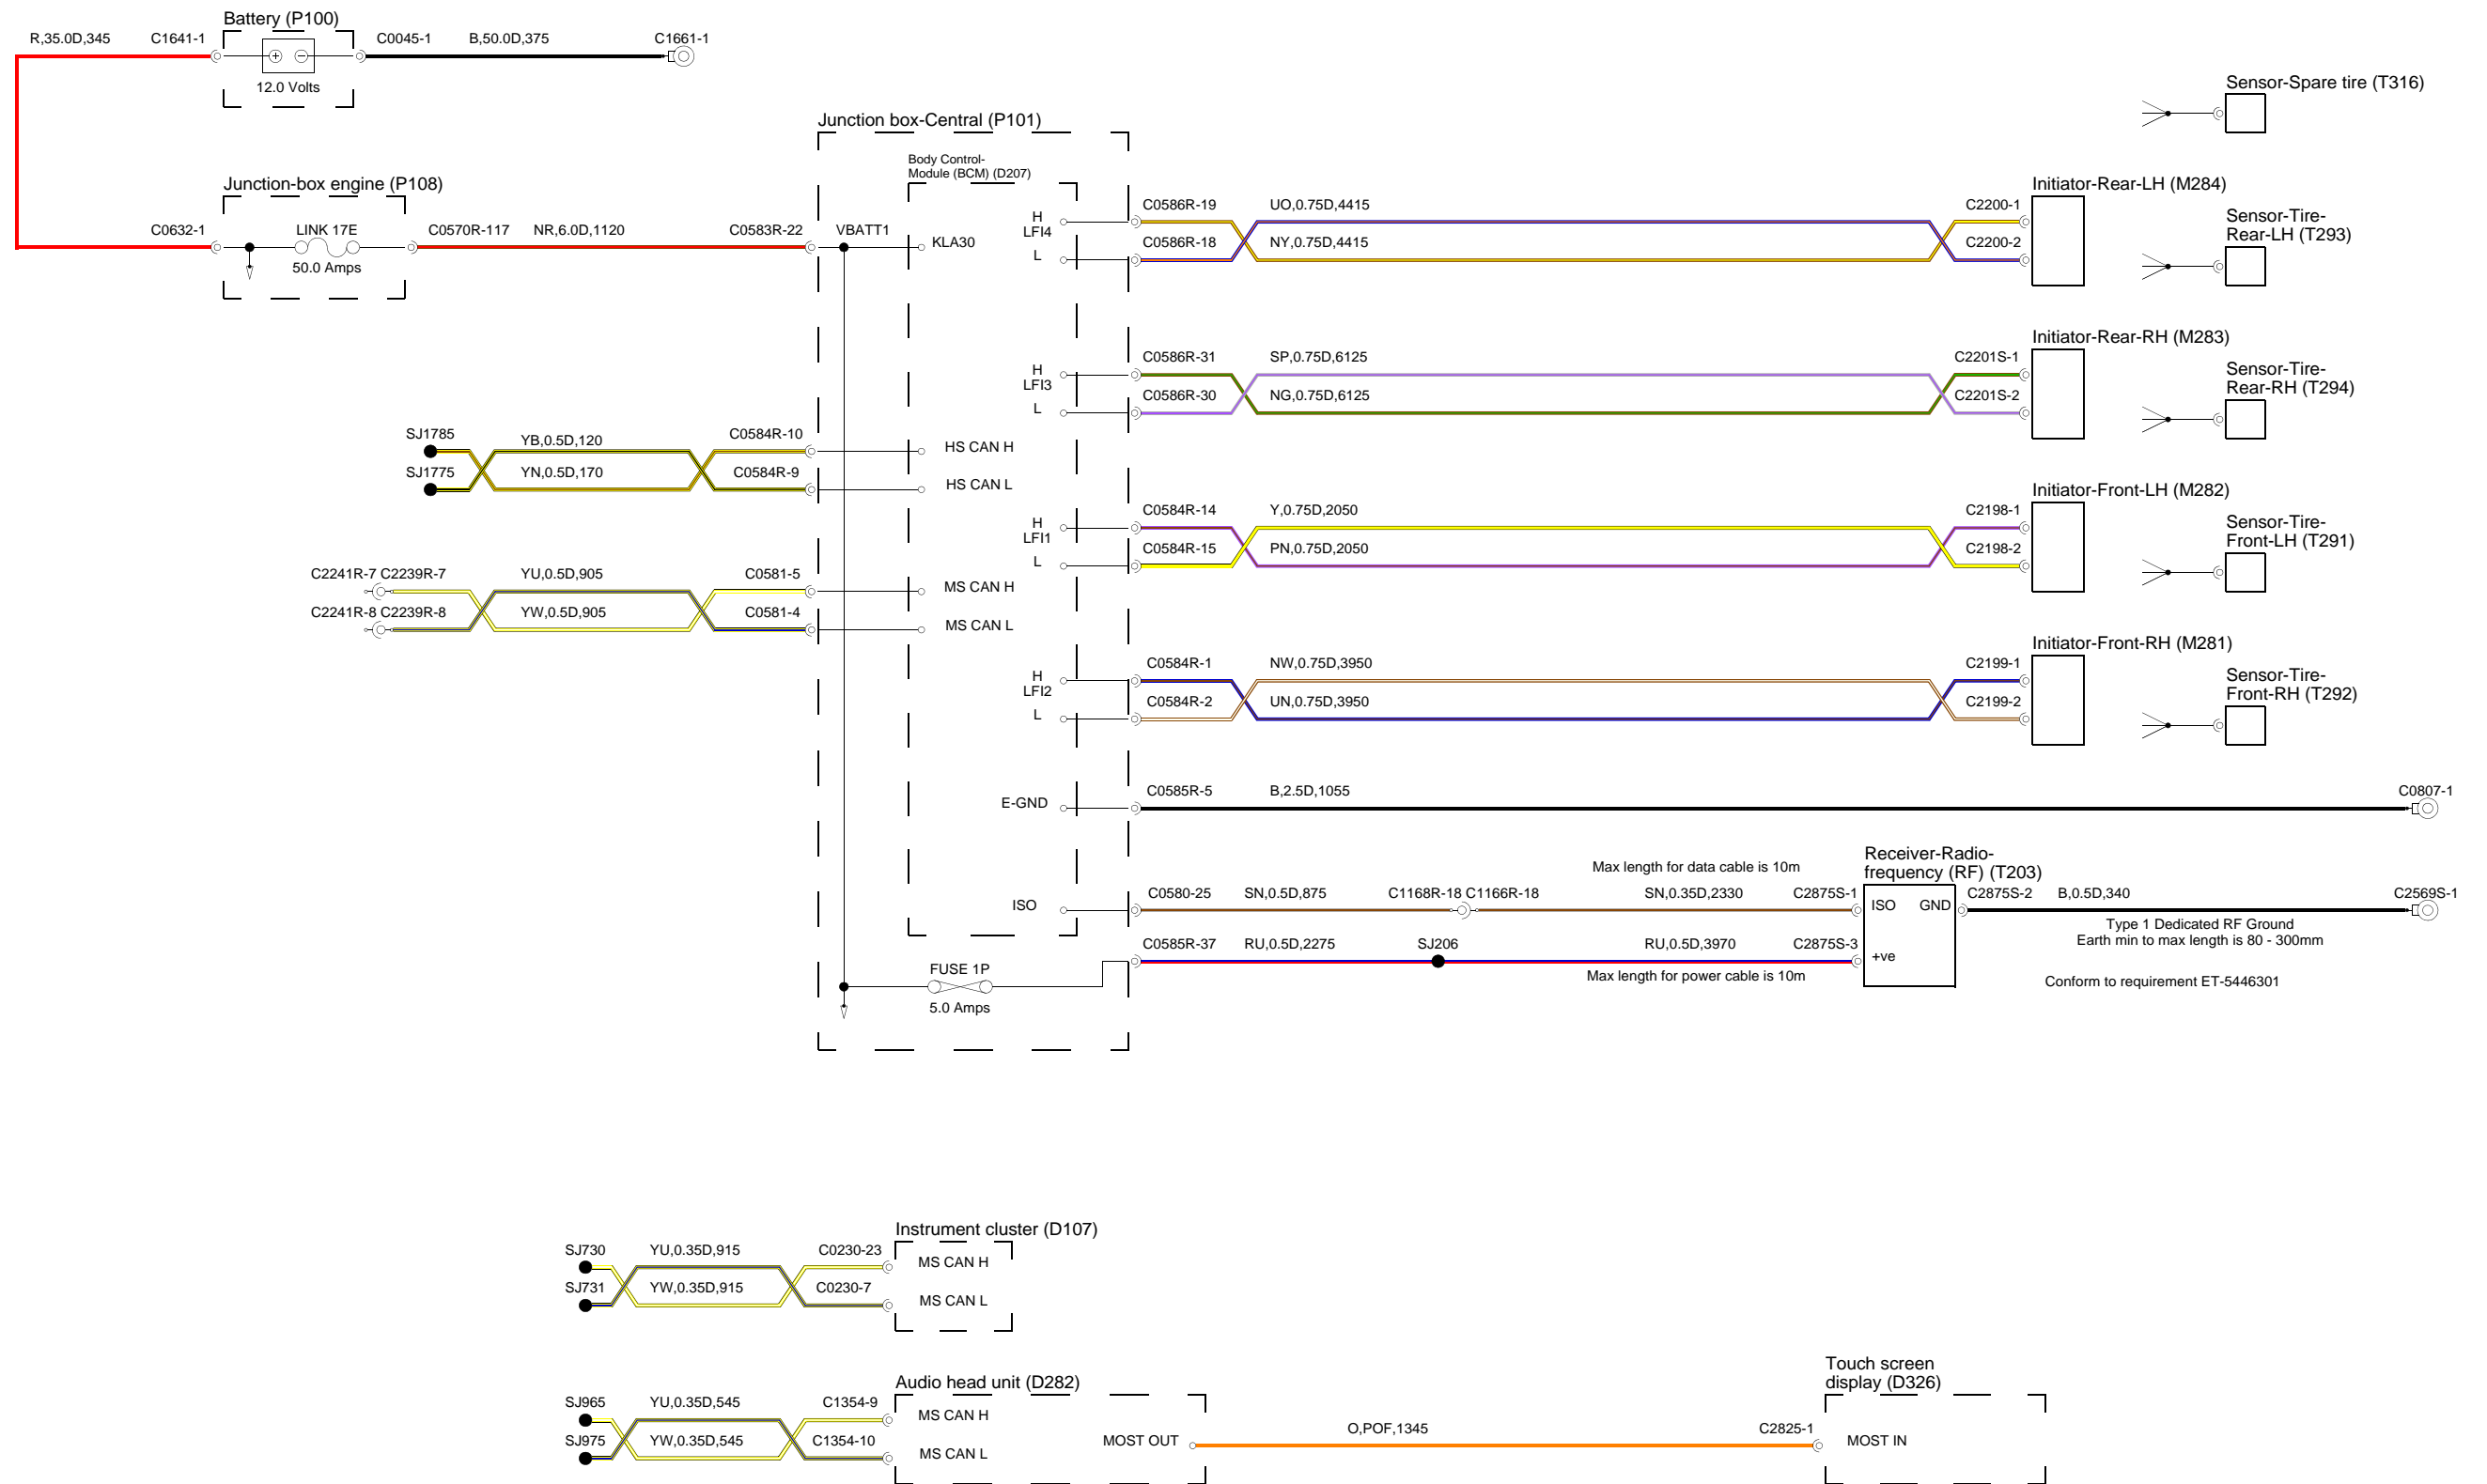 Battery (P100)
R,35.0D,345 C1641-1 C0045-1 B,50.0D,375 C1661-1
12.0 Volts
Sensor-Spare tire (T316)
Junction box-Central (P101)
Body Control-
Module (BCM) (D207)
Junction-box engine (P108)
Initiator-Rear-LH (M284)
C0586R-19 UO,0.75D,4415 C2200-1
H
LFI4
L
Sensor-Tire-
Rear-LH (T293)
C0632-1 LINK 17E C0570R-117 NR,6.0D,1120 C0583R-22 VBATT1
KLA30
C0586R-18 NY,0.75D,4415 C2200-2
50.0 Amps
Initiator-Rear-RH (M283)
C0586R-31 SP,0.75D,6125 C2201S-1
H
LFI3
L
Sensor-Tire-
Rear-RH (T294)
C0586R-30 NG,0.75D,6125 C2201S-2
SJ1785 YB,0.5D,120 C0584R-10
HS CAN H
SJ1775 YN,0.5D,170 C0584R-9
HS CAN L
Initiator-Front-LH (M282)
C0584R-14 Y,0.75D,2050 C2198-1
H
LFI1
L
Sensor-Tire-
Front-LH (T291)
C0584R-15 PN,0.75D,2050 C2198-2
C2241R-7 C2239R-7 YU,0.5D,905 C0581-5
MS CAN H
C2241R-8 C2239R-8 YW,0.5D,905 C0581-4
MS CAN L
Initiator-Front-RH (M281)
C0584R-1 NW,0.75D,3950 C2199-1
H
LFI2
L
Sensor-Tire-
Front-RH (T292)
C0584R-2 UN,0.75D,3950 C2199-2
E-GND C0585R-5 B,2.5D,1055 C0807-1
Max length for data cable is 10m
Receiver-Radio-
frequency (RF) (T203)
ISO C0580-25 SN,0.5D,875 C1168R-18 C1166R-18 SN,0.35D,2330 C2875S-1 ISO GND C2875S-2 B,0.5D,340 C2569S-1
Type 1 Dedicated RF Ground
Earth min to max length is 80 - 300mm
C0585R-37 RU,0.5D,2275 SJ206 RU,0.5D,3970 C2875S-3 +ve
Max length for power cable is 10m
Conform to requirement ET-5446301
FUSE 1P
5.0 Amps
Instrument cluster (D107)
SJ730 YU,0.35D,915 C0230-23
MS CAN H
SJ731 YW,0.35D,915 C0230-7
MS CAN L
Touch screen
display (D326)
Audio head unit (D282)
SJ965 YU,0.35D,545 C1354-9
MS CAN H
SJ975 YW,0.35D,545 C1354-10
MS CAN L
MOST OUT O,POF,1345 C2825-1 MOST IN